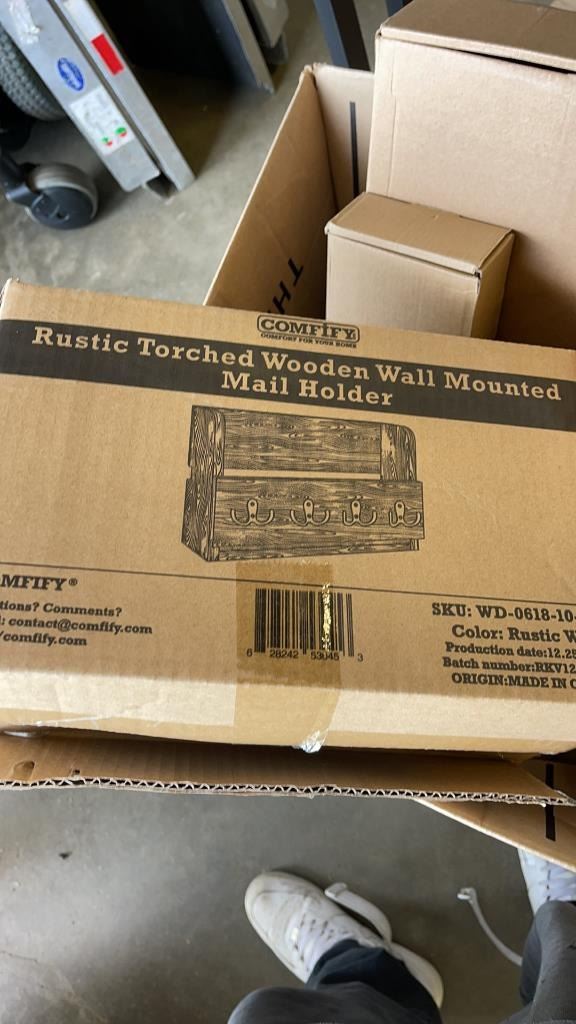 TH
COMFIFY
COMFORT FOR YOUR HOME
Rustic Torched Wooden Wall Mounted
Mail Holder
MFIFY®
tions? Comments?
: contact@comfify.com
/comfify.com
6 28242 53045 3
SKU: WD-0618-10-
Color: Rustic W
Production date:12.25
Batch number:RKV12
ORIGIN:MADE IN C